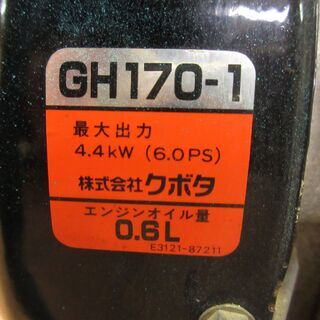 GH170-1
最大出力
4.4kW (6.0PS)
株式会社クボタ
エンジンオイル量
0.6L
E3121-87211